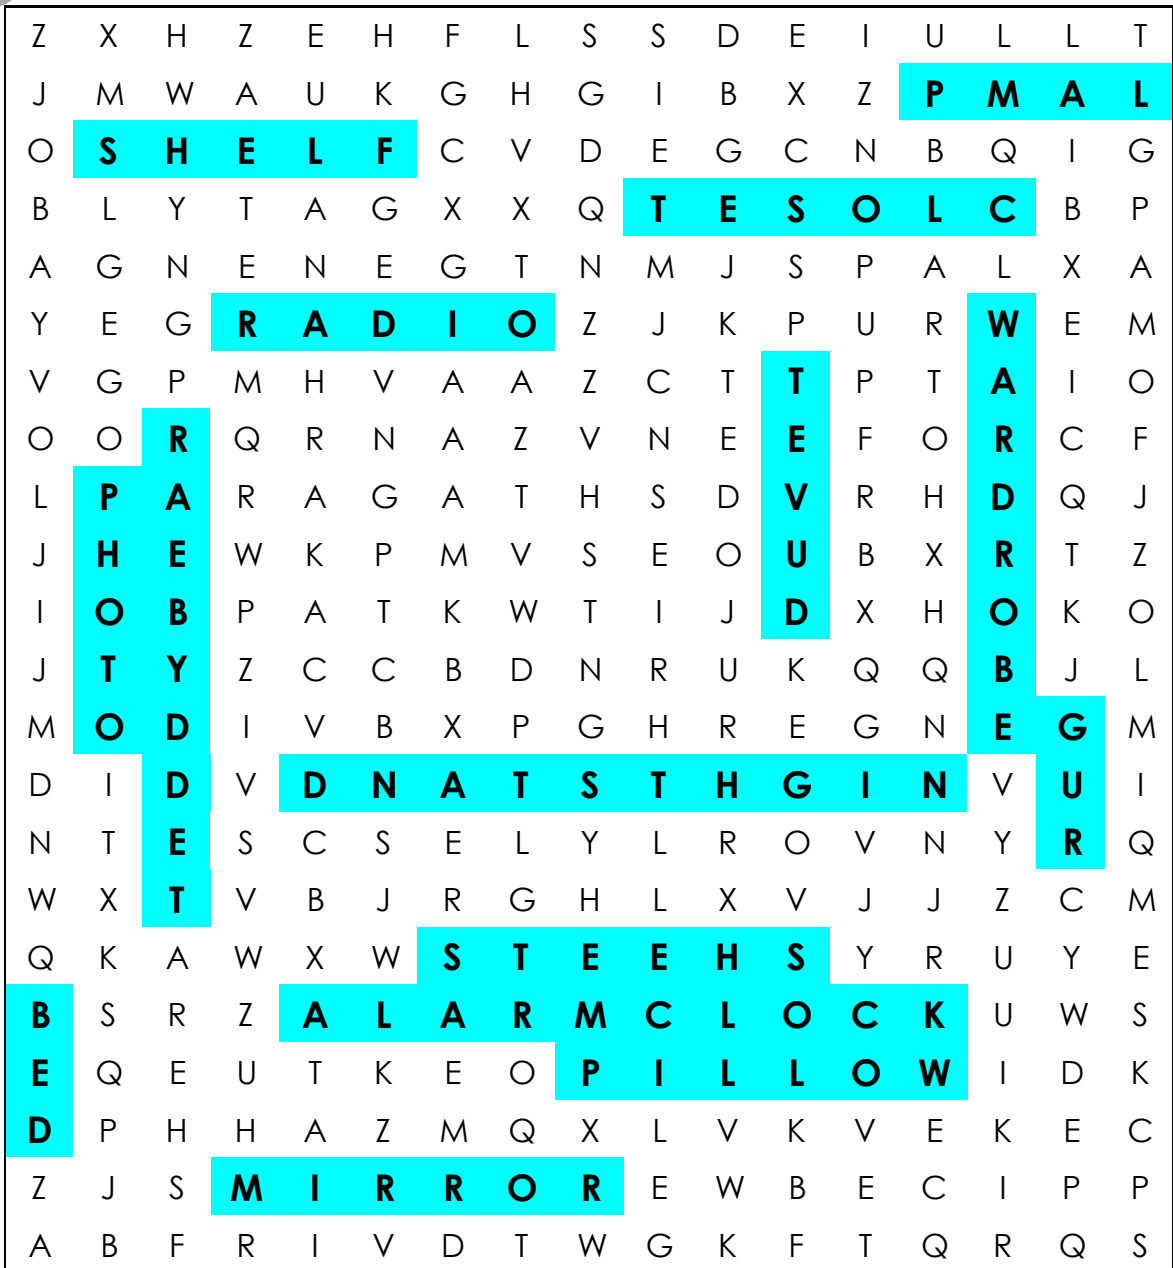 Z X H Z E H F L S S D E I U L L T
J M W A U K G H G I B X Z P M A L
O S H E L F C V D E G C N B Q I G
B L Y T A G X X Q T E S O L C B P
A G N E N E G T N M J S P A L X A
Y E G R A D I O Z J K P U R W E M
V G P M H V A A Z C T T P T A I O
O O R Q R N A Z V N E E F O R C F
L P A R A G A T H S D V R H D Q J
J H E W K P M V S E O U B X R T Z
I O B P A T K W T I J D X H O K O
J T Y Z C C B D N R U K Q Q B J L
M O D I V B X P G H R E G N E G M
D I D V D N A T S T H G I N V U I
N T E S C S E L Y L R O V N Y R Q
W X T V B J R G H L X V J J Z C M
Q K A W X W S T E E H S Y R U Y E
B S R Z A L A R M C L O C K U W S
E Q E U T K E O P I L L O W I D K
D P H H A Z M Q X L V K V E K E C
Z J S M I R R O R E W B E C I P P
A B F R I V D T W G K F T Q R Q S